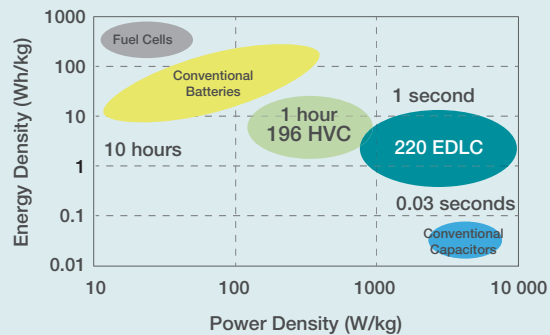 Energy Density (Wh/kg)
1000
100
10
1
0.1
0.01
Fuel Cells
Conventional
Batteries
1 hour
196 HVC
1 second
220 EDLC
10 hours
0.03 seconds
Conventional
Capacitors
10
100
1000
10 000
Power Density (W/kg)